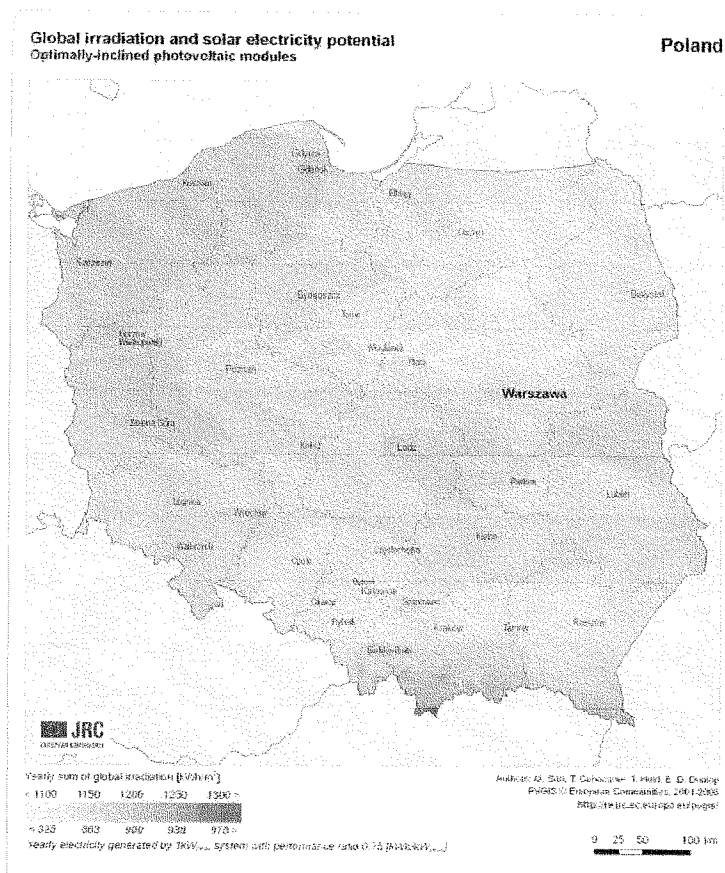 Global irradiation and solar electricity potential
Optimally-inclined photovoltaic modules
Poland
Gdynia
Gdańsk
Koszalin
Elbląg
Olsztyn
Szczecin
Bydgoszcz
Białystok
Toruń
Gorzów
Wielkopolski
Włocławek
Płock
Poznań
Warszawa
Zielona Góra
Kalisz
Łódź
Radom
Lublin
Legnica
Wrocław
Kielce
Wałbrzych
Częstochowa
Opole
Bytom
Katowice
Gliwice
Sosnowiec
Rybnik
Kraków
Tarnów
Rzeszów
Bielsko-Biała
JRC
EUROPEAN COMMISSION
Yearly sum of global irradiation [kWh/m²]
< 1100 1150 1200 1250 1300 >
< 825 863 900 938 975 >
Yearly electricity generated by 1kW system with performance ratio 0.75 [kWh/kW]
Authors: M. Súri, T. Cebecauer, T. Huld, E. D. Dunlop
PVGIS © European Communities, 2001-2008
http://re.jrc.ec.europa.eu/pvgis/
0 25 50 100 km